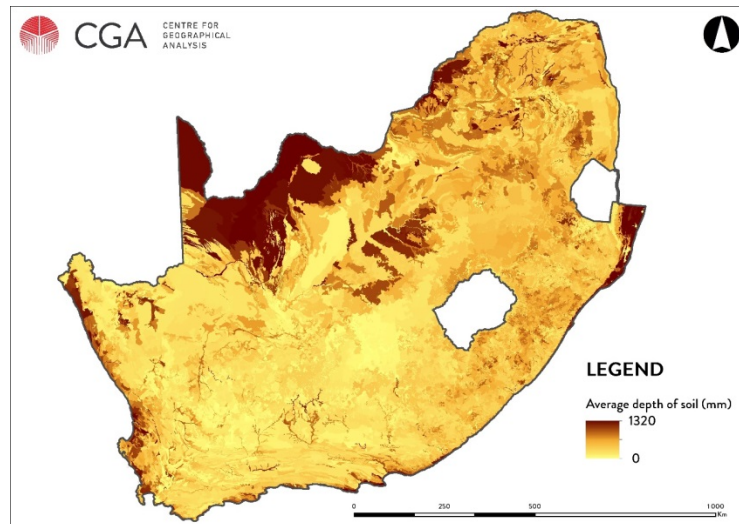 CGA
CENTRE FOR
GEOGRAPHICAL
ANALYSIS
LEGEND
Average depth of soil (mm)
1320
0
0 250 500 1000
Km